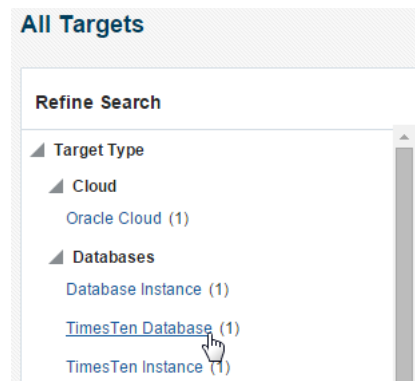 All Targets
Refine Search
Target Type
Cloud
Oracle Cloud (1)
Databases
Database Instance (1)
TimesTen Database (1)
TimesTen Instance (1)